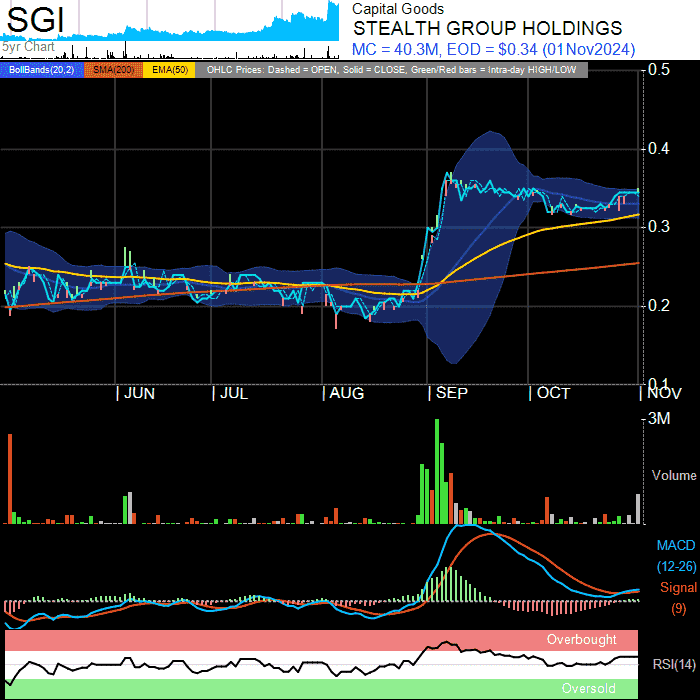 SGI
5yr Chart
Capital Goods
STEALTH GROUP HOLDINGS
MC = 40.3M, EOD = $0.34 (01Nov2024)
BollBands(20,2) SMA(200) EMA(50) OHLC Prices: Dashed = OPEN, Solid = CLOSE, Green/Red bars = Intra-day HIGH/LOW
0.5
0.4
0.3
0.2
0.1
| JUN | JUL | AUG | SEP | OCT | NOV
3M
Volume
MACD
(12-26)
Signal
(9)
Overbought
RSI(14)
Oversold